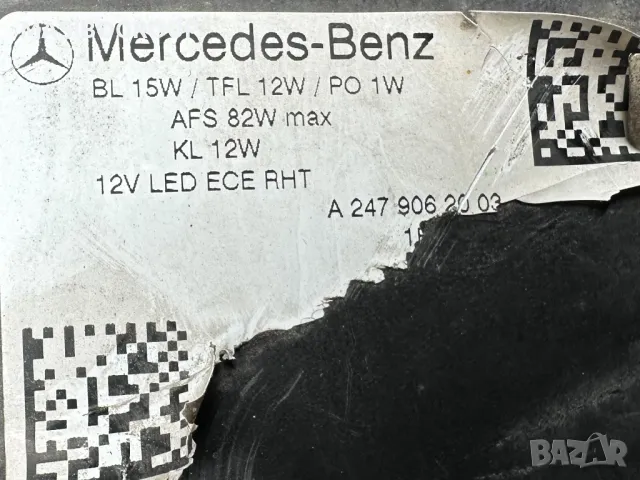 Mercedes-Benz
BL 15W / TFL 12W / PO 1W
AFS 82W max
KL 12W
12V LED ECE RHT
A 247 906 20 03
BAZAR